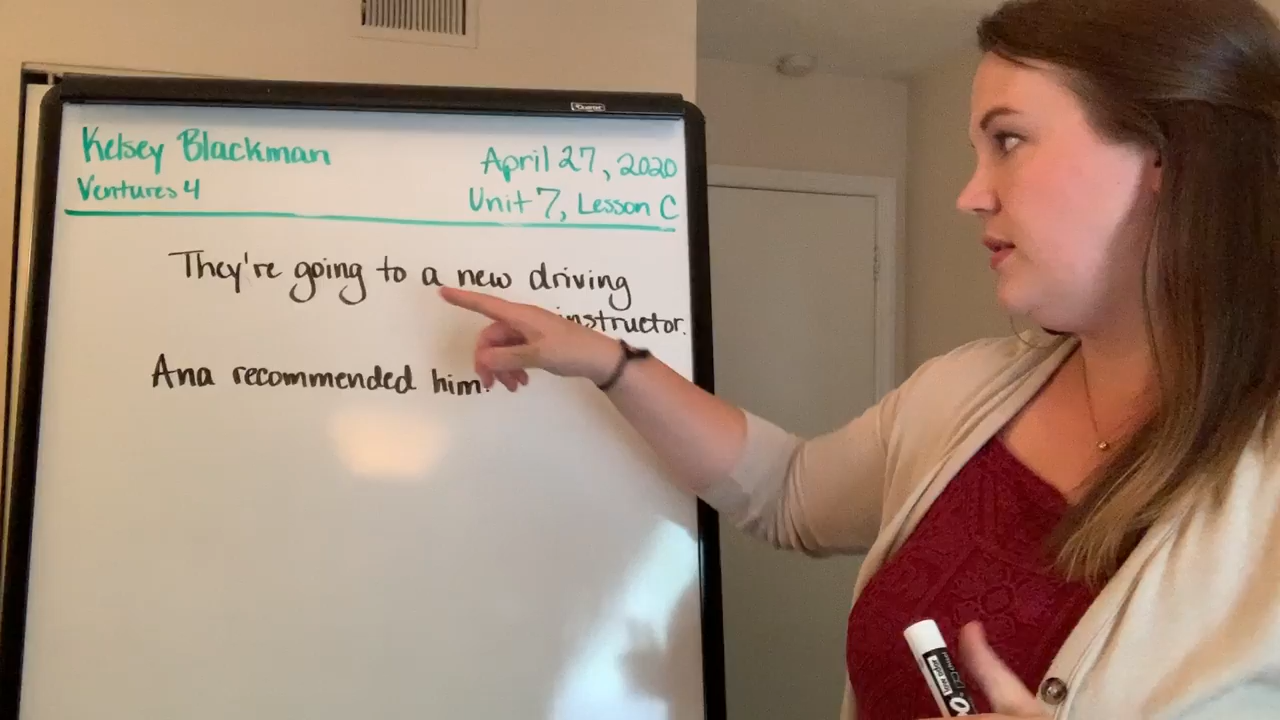 Quartet
Kelsey Blackman
April 27, 2020
Ventures 4
Unit 7, Lesson C
They're going to a new driving
instructor.
Ana recommended him.